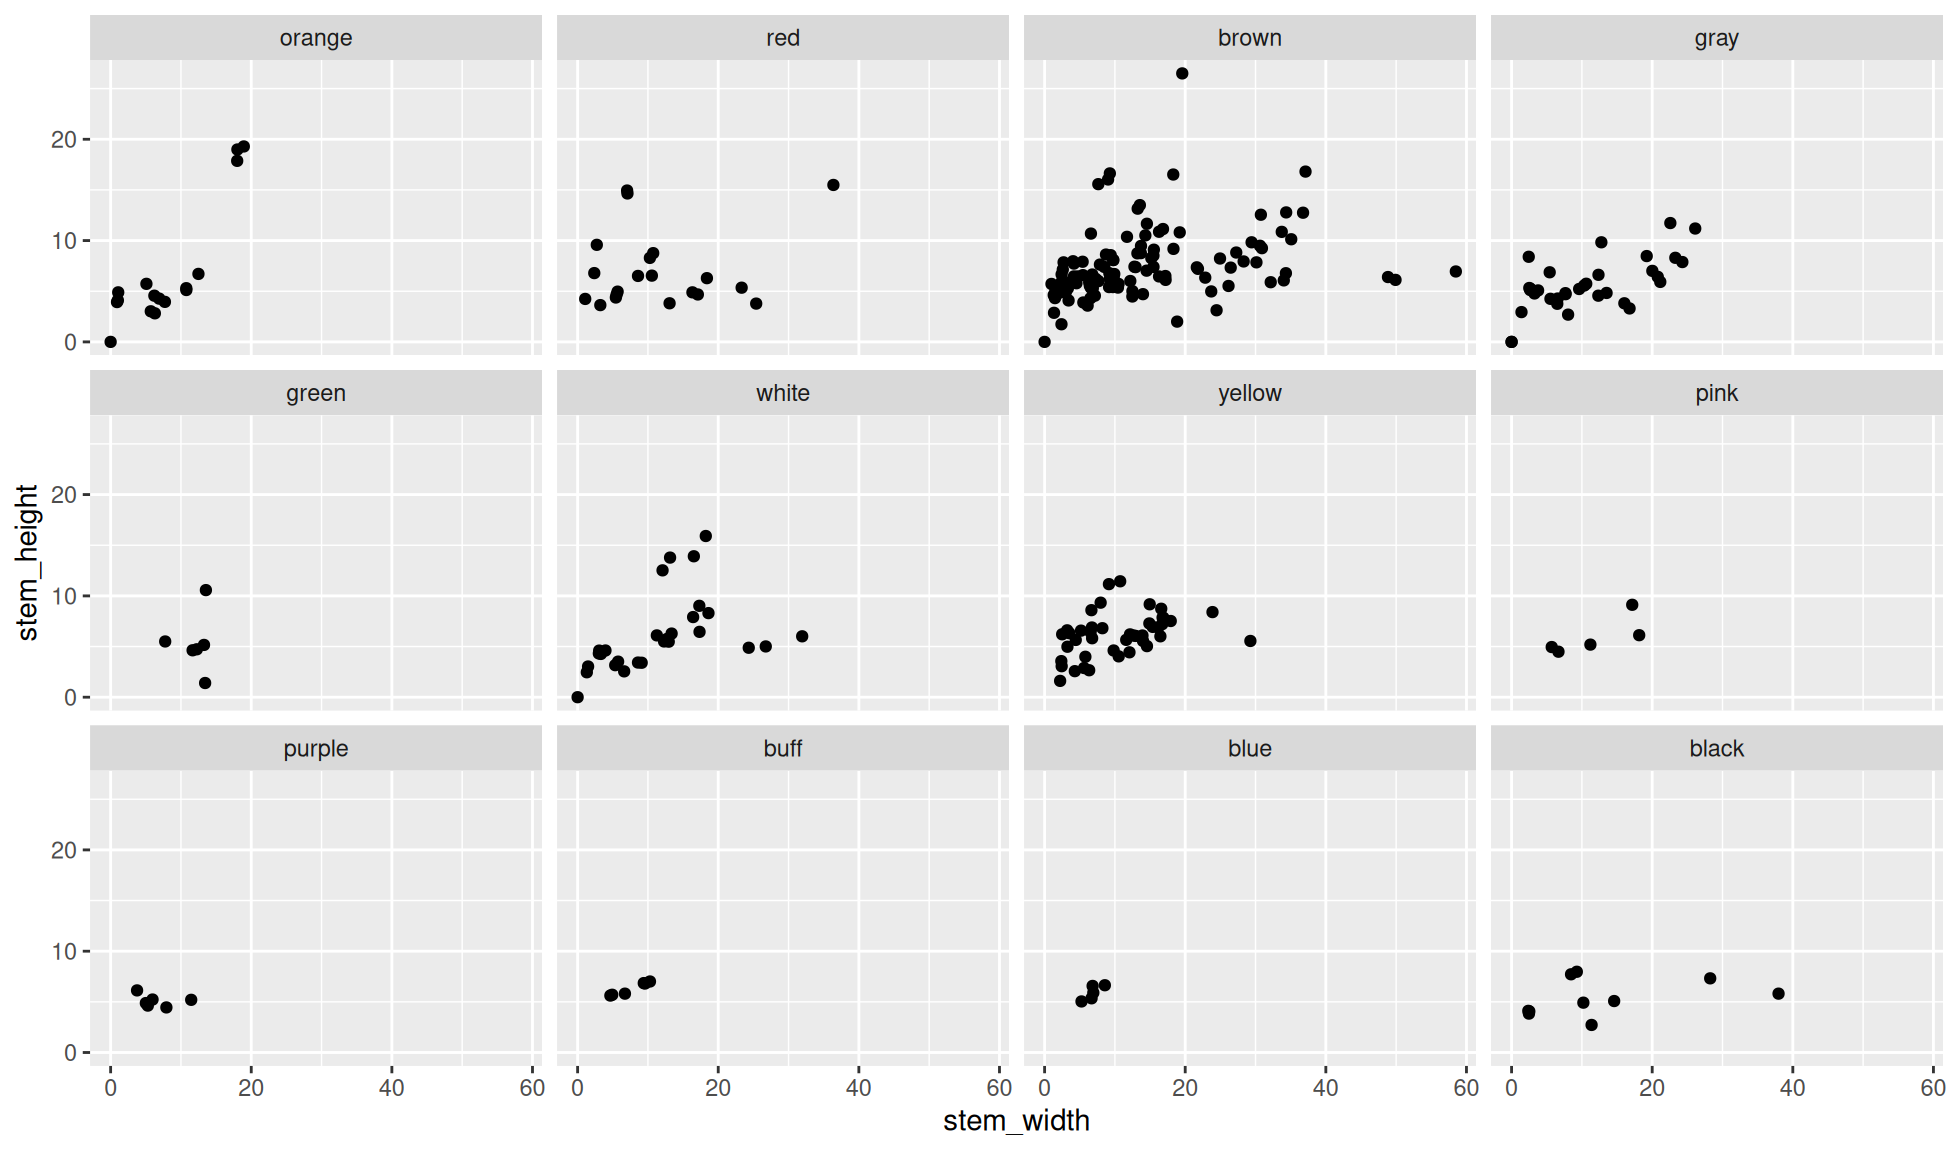 orange red brown gray
20
10
0
green white yellow pink
20
10
0
stem_height
purple buff blue black
20
10
0
0 20 40 60 0 20 40 60 0 20 40 60 0 20 40 60
stem_width